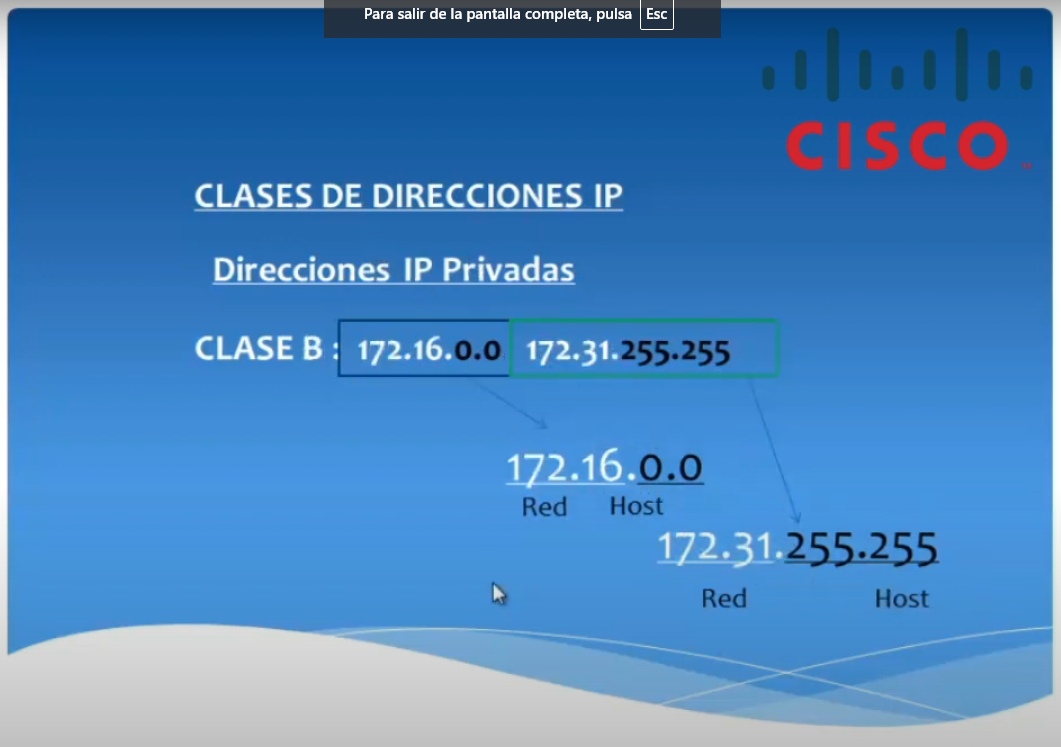 Para salir de la pantalla completa, pulsa Esc
CISCO
CLASES DE DIRECCIONES IP
Direcciones IP Privadas
CLASE B : 172.16.0.0 172.31.255.255
172.16.0.0
Red Host
172.31.255.255
Red Host